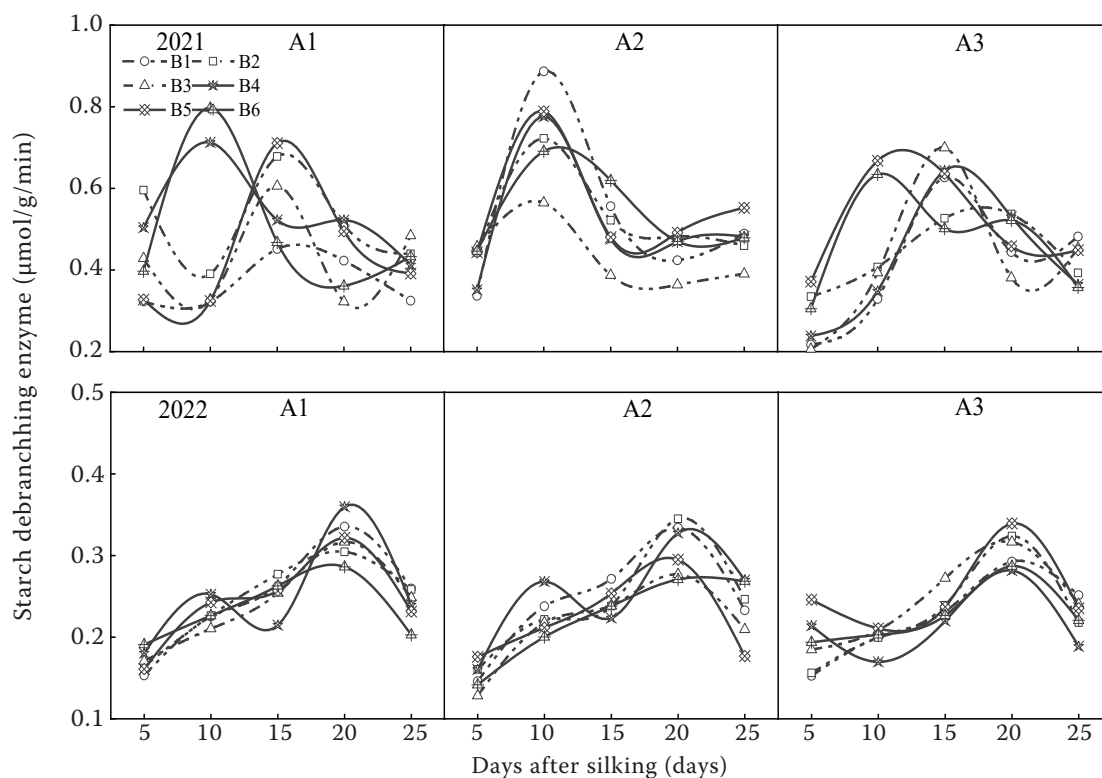 Starch debranchhing enzyme (μmol/g/min)
1.0
0.8
0.6
0.4
0.2
2021 A1
B1 B2
B3 B4
B5 B6
A2
A3
0.5
0.4
0.3
0.2
0.1
2022 A1
A2
A3
5 10 15 20 25 5 10 15 20 25 5 10 15 20 25
Days after silking (days)